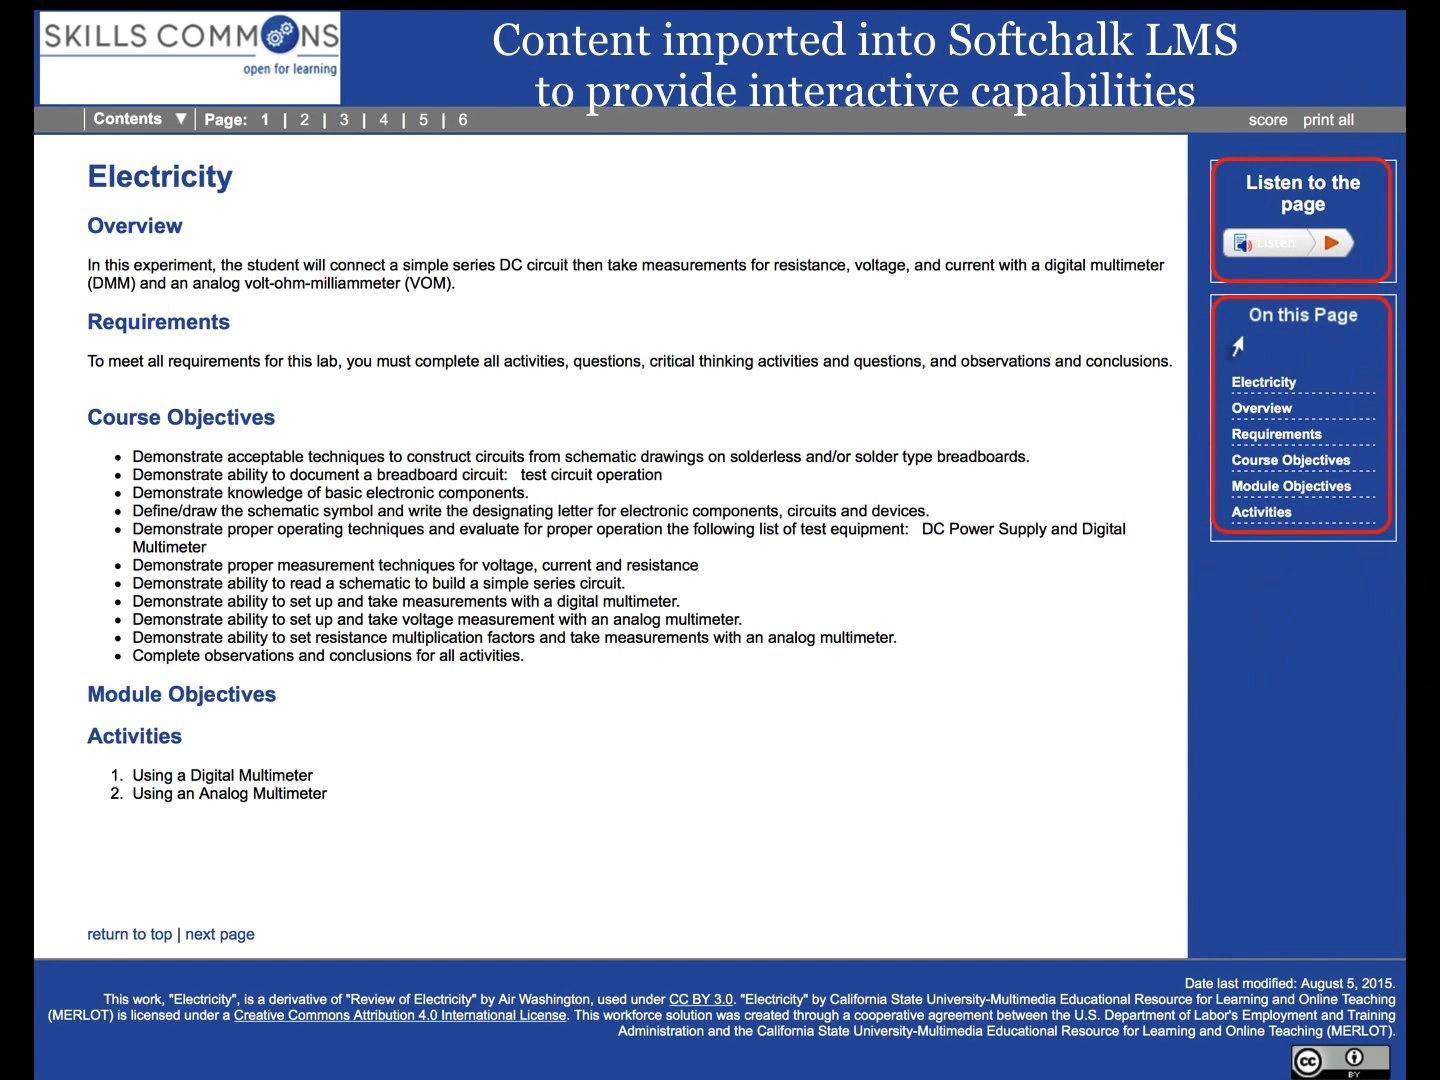 SKILLS COMMONS
open for learning
Content imported into Softchalk LMS
to provide interactive capabilities
Contents ▼ Page: 1 | 2 | 3 | 4 | 5 | 6
score print all
Electricity
Overview
In this experiment, the student will connect a simple series DC circuit then take measurements for resistance, voltage, and current with a digital multimeter
(DMM) and an analog volt-ohm-milliammeter (VOM).
Requirements
To meet all requirements for this lab, you must complete all activities, questions, critical thinking activities and questions, and observations and conclusions.
Course Objectives
• Demonstrate acceptable techniques to construct circuits from schematic drawings on solderless and/or solder type breadboards.
• Demonstrate ability to document a breadboard circuit: test circuit operation
• Demonstrate knowledge of basic electronic components.
• Define/draw the schematic symbol and write the designating letter for electronic components, circuits and devices.
• Demonstrate proper operating techniques and evaluate for proper operation the following list of test equipment: DC Power Supply and Digital
Multimeter
• Demonstrate proper measurement techniques for voltage, current and resistance
• Demonstrate ability to read a schematic to build a simple series circuit.
• Demonstrate ability to set up and take measurements with a digital multimeter.
• Demonstrate ability to set up and take voltage measurement with an analog multimeter.
• Demonstrate ability to set resistance multiplication factors and take measurements with an analog multimeter.
• Complete observations and conclusions for all activities.
Module Objectives
Activities
1. Using a Digital Multimeter
2. Using an Analog Multimeter
return to top | next page
Listen to the
page
Listen
On this Page
Electricity
Overview
Requirements
Course Objectives
Module Objectives
Activities
Date last modified: August 5, 2015.
This work, "Electricity", is a derivative of "Review of Electricity" by Air Washington, used under CC BY 3.0. "Electricity" by California State University-Multimedia Educational Resource for Learning and Online Teaching
(MERLOT) is licensed under a Creative Commons Attribution 4.0 International License. This workforce solution was created through a cooperative agreement between the U.S. Department of Labor's Employment and Training
Administration and the California State University-Multimedia Educational Resource for Learning and Online Teaching (MERLOT).
cc
BY